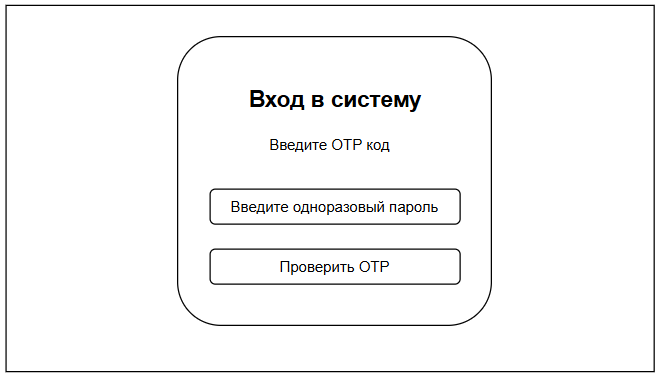 Вход в систему
Введите OTP код
Введите одноразовый пароль
Проверить OTP